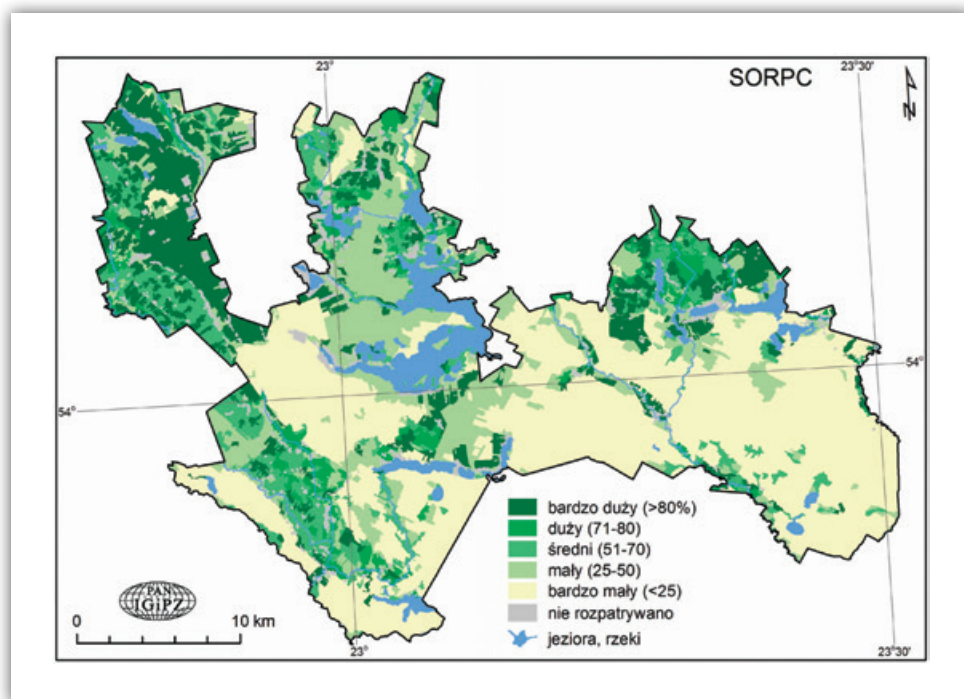 23°
23°30'
SORPC
N
54°
54°
bardzo duży (>80%)
duży (71-80)
średni (51-70)
mały (25-50)
bardzo mały (<25)
nie rozpatrywano
jeziora, rzeki
PAN
IGiPZ
0 10 km
23°
23°30'